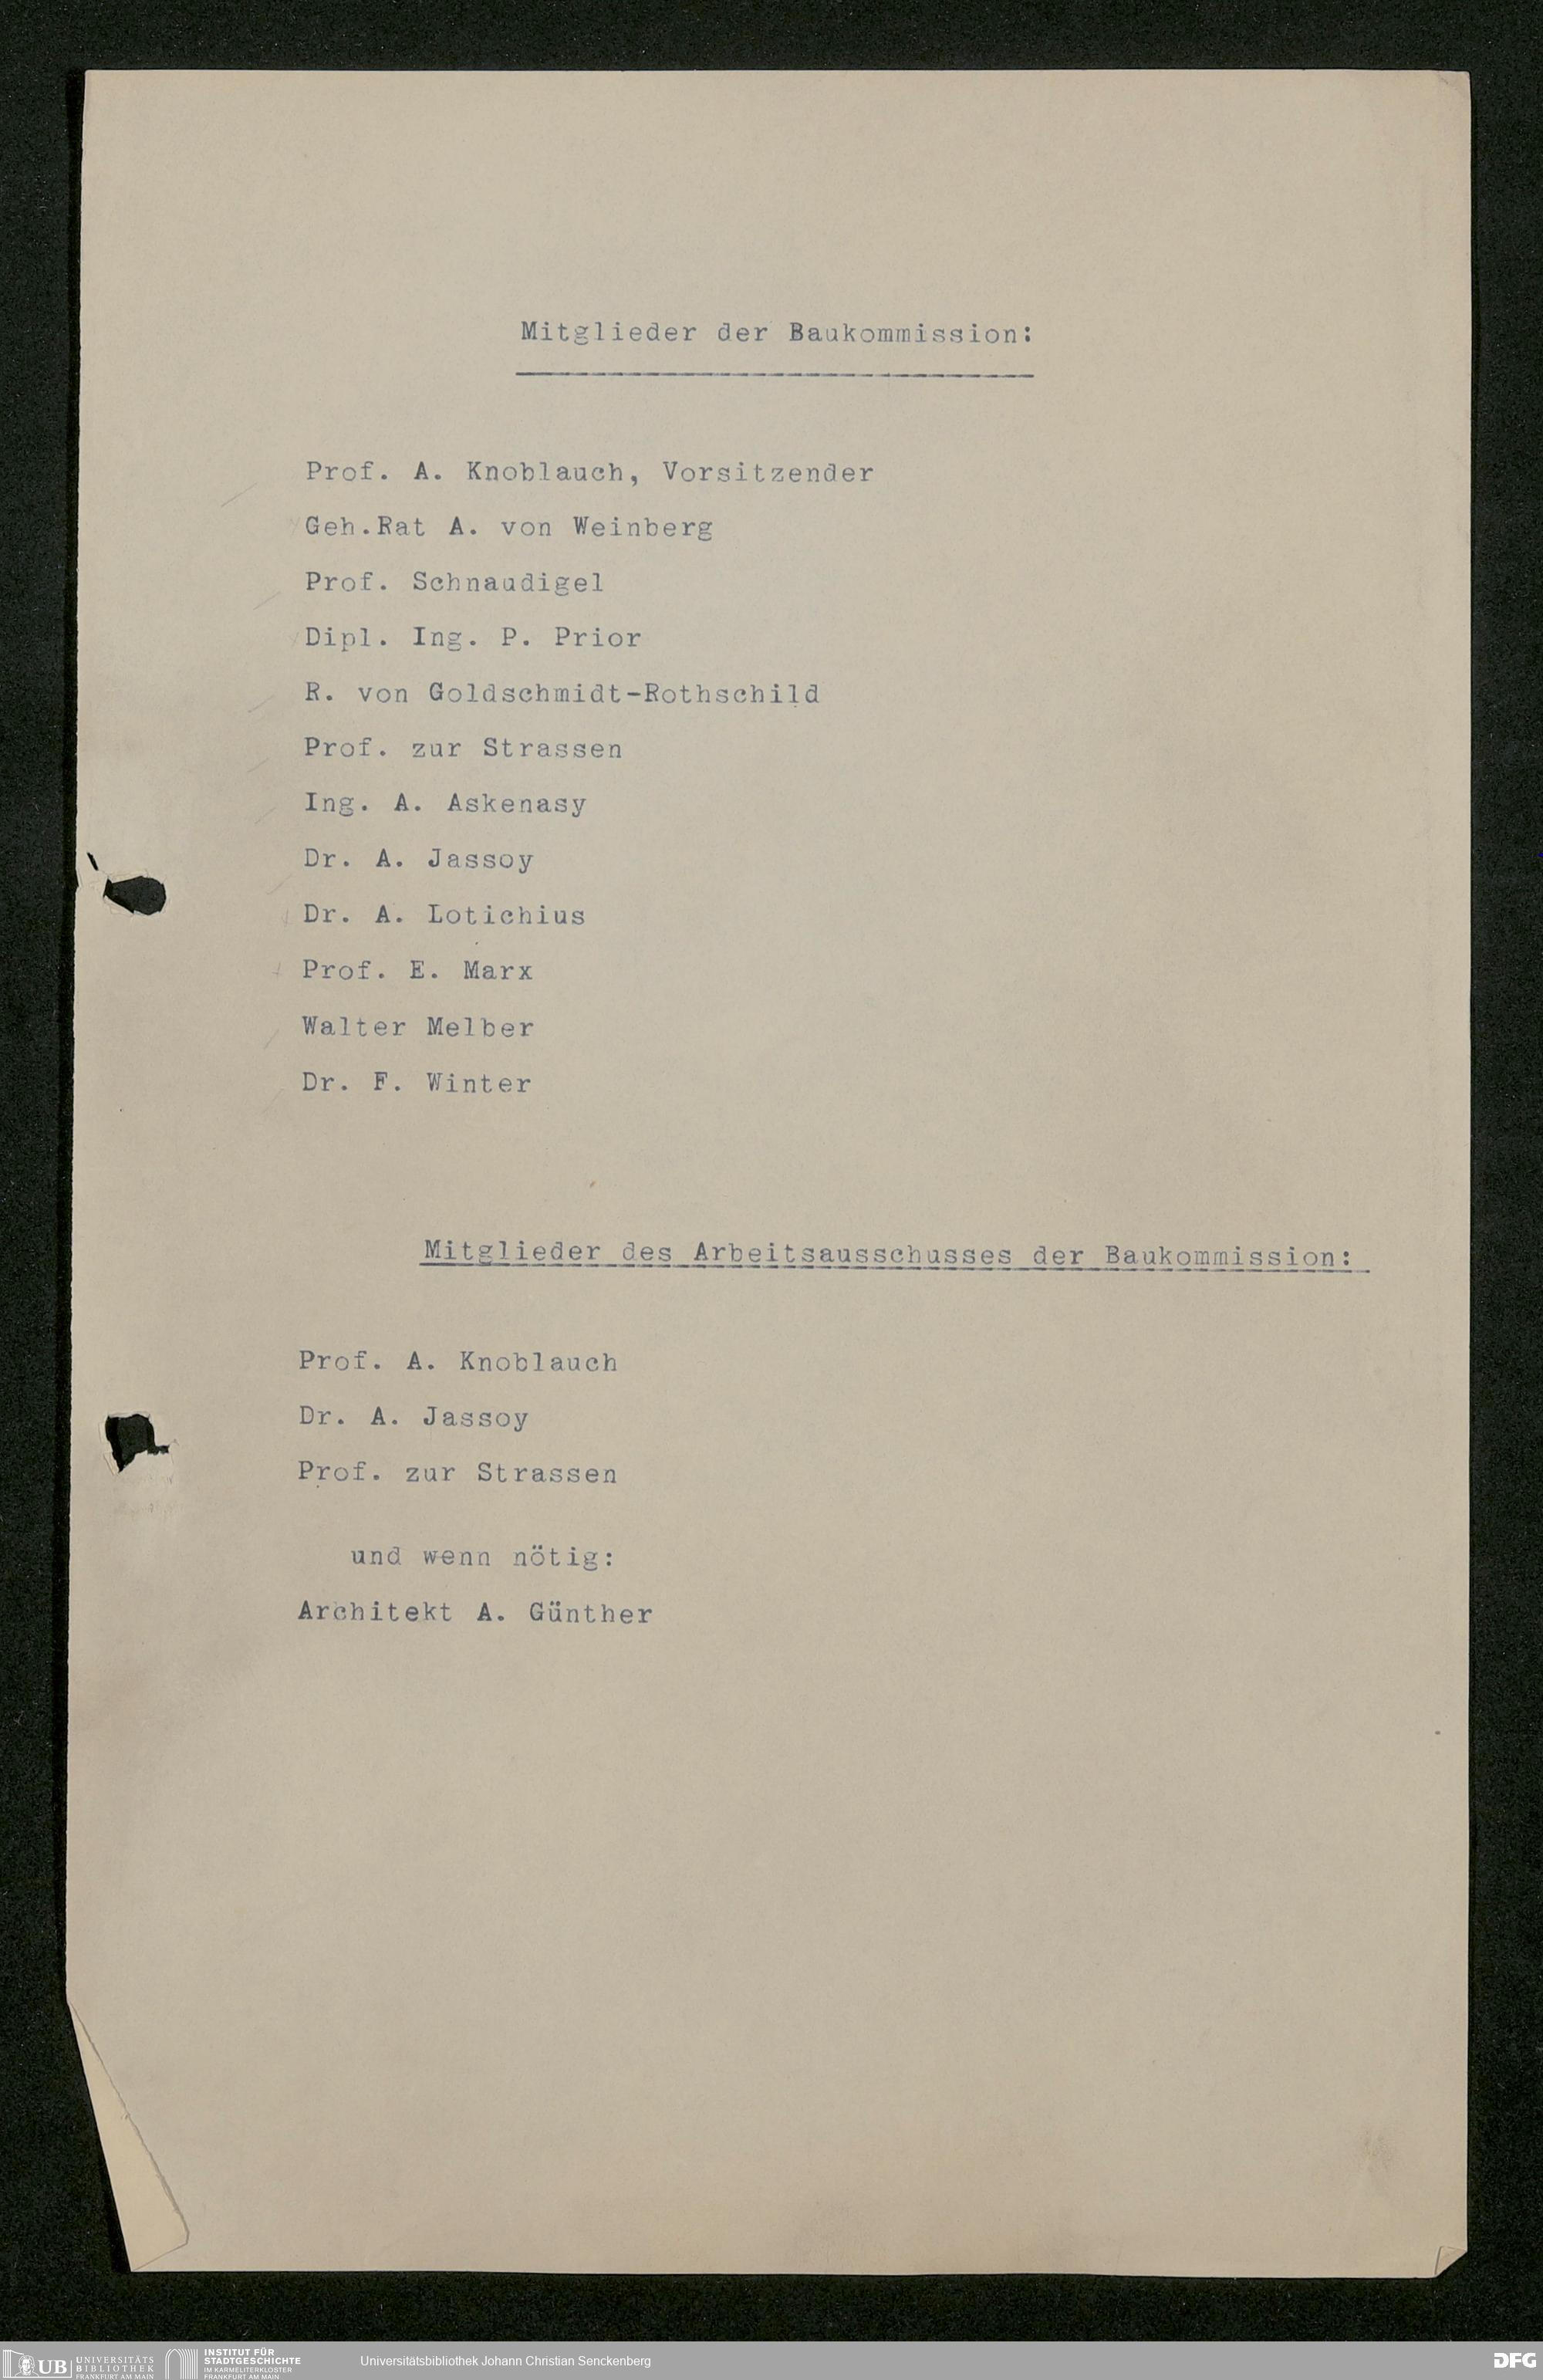 Mitglieder der Baukommission:
Prof. A. Knoblauch, Vorsitzender
Geh.Rat A. von Weinberg
Prof. Schnaudigel
Dipl. Ing. P. Prior
R. von Goldschmidt-Rothschild
Prof. zur Strassen
Ing. A. Askenasy
Dr. A. Jassoy
Dr. A. Lotichius
Prof. E. Marx
Walter Melber
Dr. F. Winter
Mitglieder des Arbeitsausschusses der Baukommission:
Prof. A. Knoblauch
Dr. A. Jassoy
Prof. zur Strassen
und wenn nötig:
Architekt A. Günther
UB UNIVERSITÄTS
BIBLIOTHEK
FRANKFURT AM MAIN
INSTITUT FÜR
STADTGESCHICHTE
IM KARMELITERKLOSTER
FRANKFURT AM MAIN
Universitätsbibliothek Johann Christian Senckenberg
DFG